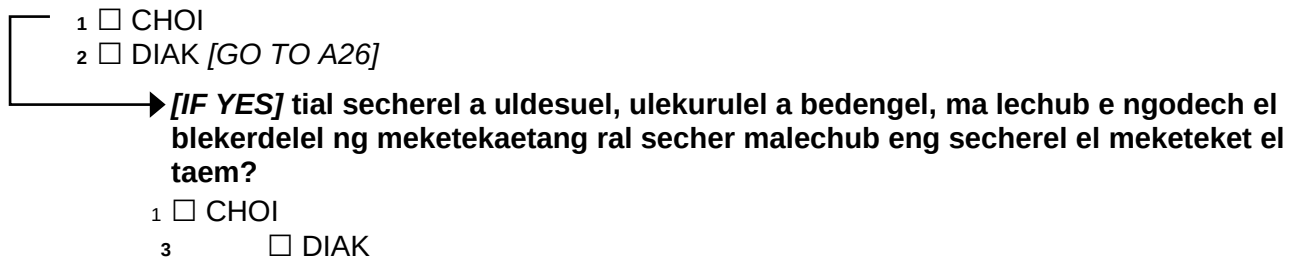 1 ☐ CHOI
2 ☐ DIAK [GO TO A26]
[IF YES] tial secherel a uldesuel, ulekurulel a bedengel, ma lechub e ngodech el
blekerdelel ng meketekaetang ral secher malechub eng secherel el meketeket el
taem?
1 ☐ CHOI
3 ☐ DIAK